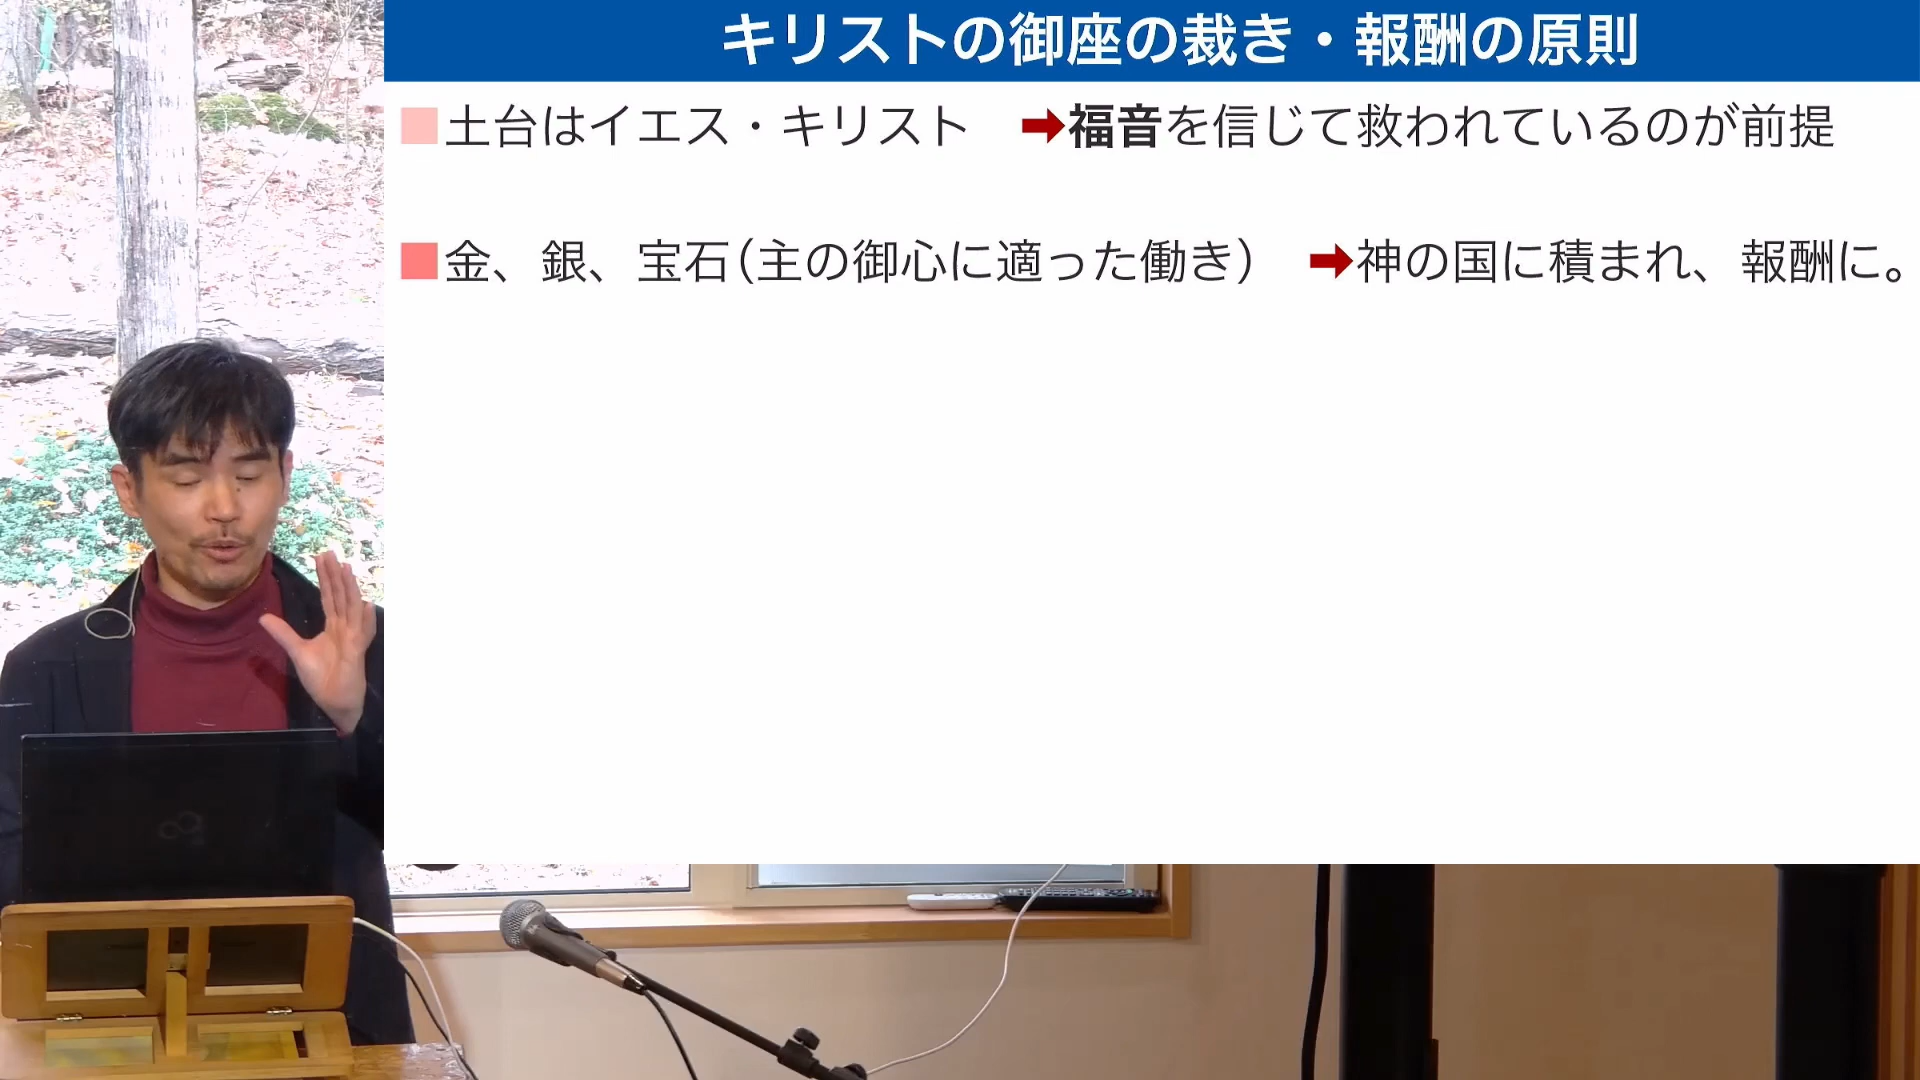 キリストの御座の裁き・報酬の原則
土台はイエス・キリスト ➡福音を信じて救われているのが前提
金、銀、宝石（主の御心に適った働き） ➡神の国に積まれ、報酬に。